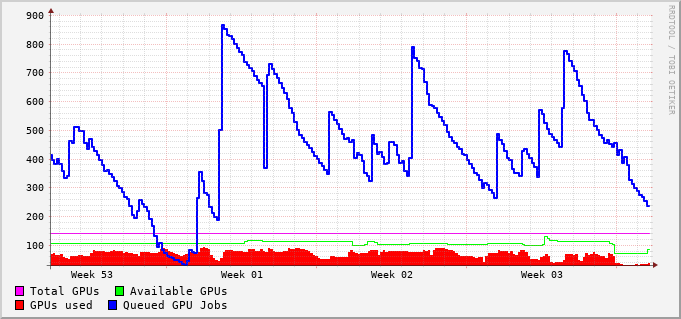 900
800
700
600
500
400
300
200
100
Week 53 Week 01 Week 02 Week 03
Total GPUs Available GPUs
GPUs used Queued GPU Jobs
RRDTOOL / TOBI OETIKER